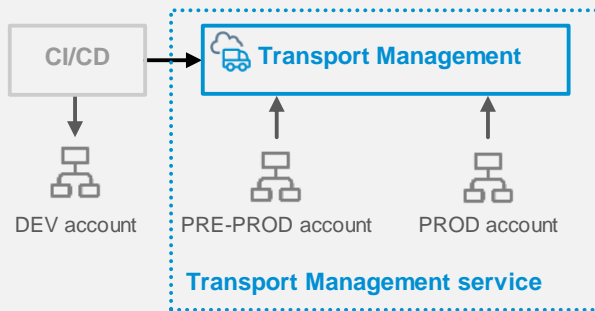 CI/CD
Transport Management
DEV account
PRE-PROD account
PROD account
Transport Management service